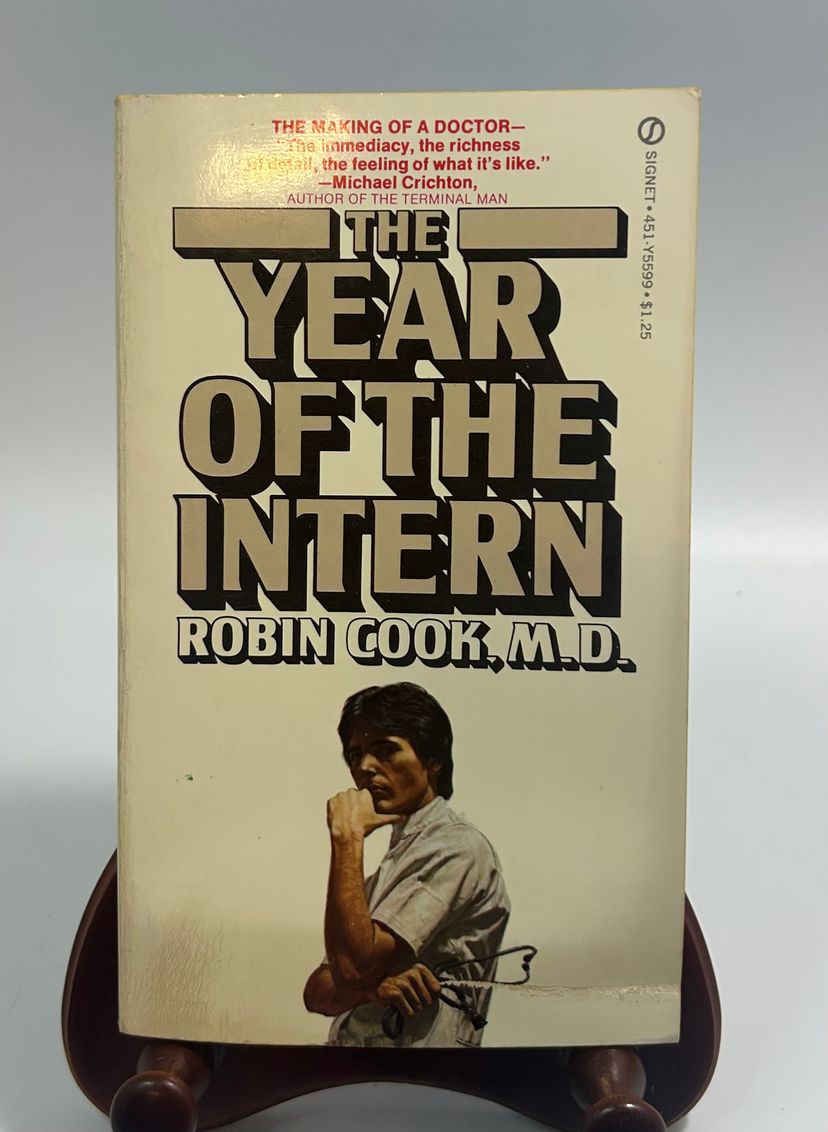 THE MAKING OF A DOCTOR—
"The immediacy, the richness
of detail, the feeling of what it's like."
—Michael Crichton,
AUTHOR OF THE TERMINAL MAN
THE
YEAR
OF THE
INTERN
ROBIN COOK, M.D.
SIGNET • 451-Y5599 • $1.25